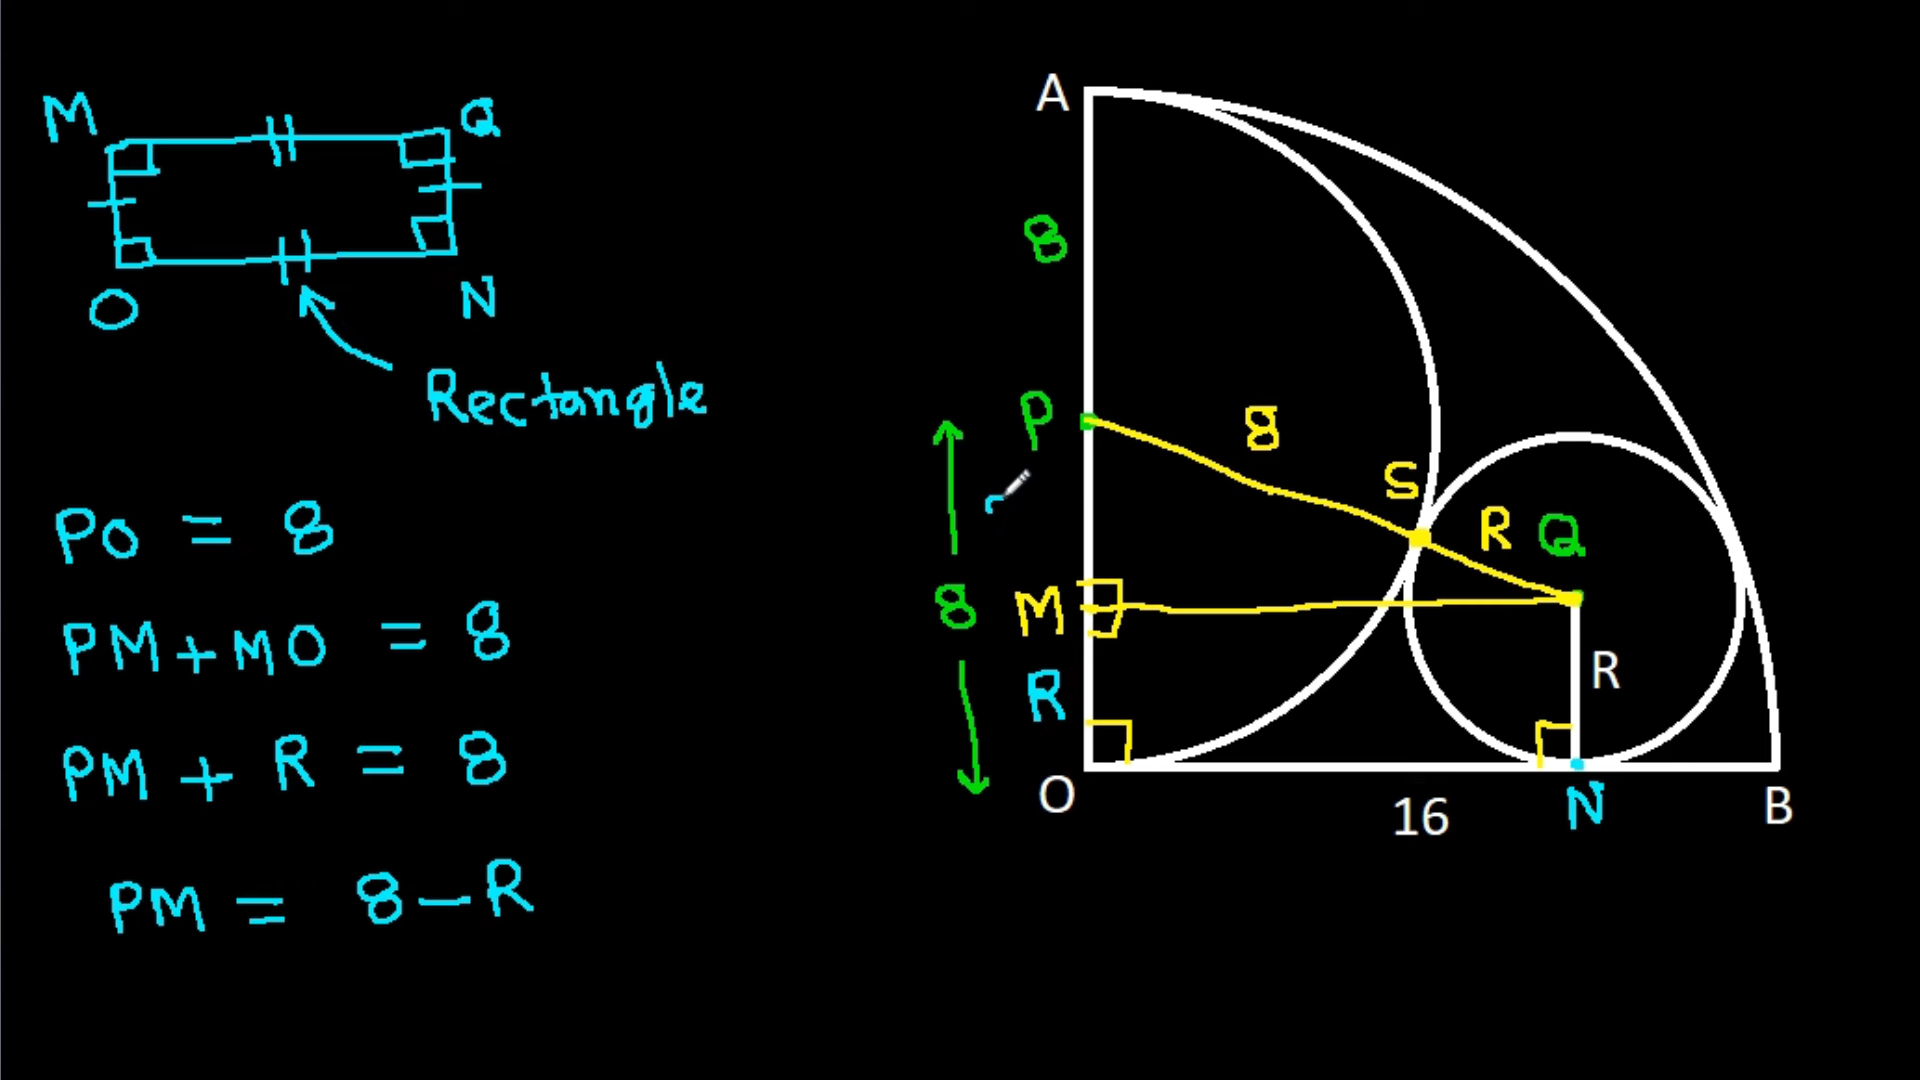 M Q
O N
Rectangle
PO = 8
PM + MO = 8
PM + R = 8
PM = 8 - R
A
8
P 8
S R Q
8 M
R R
O 16 N B